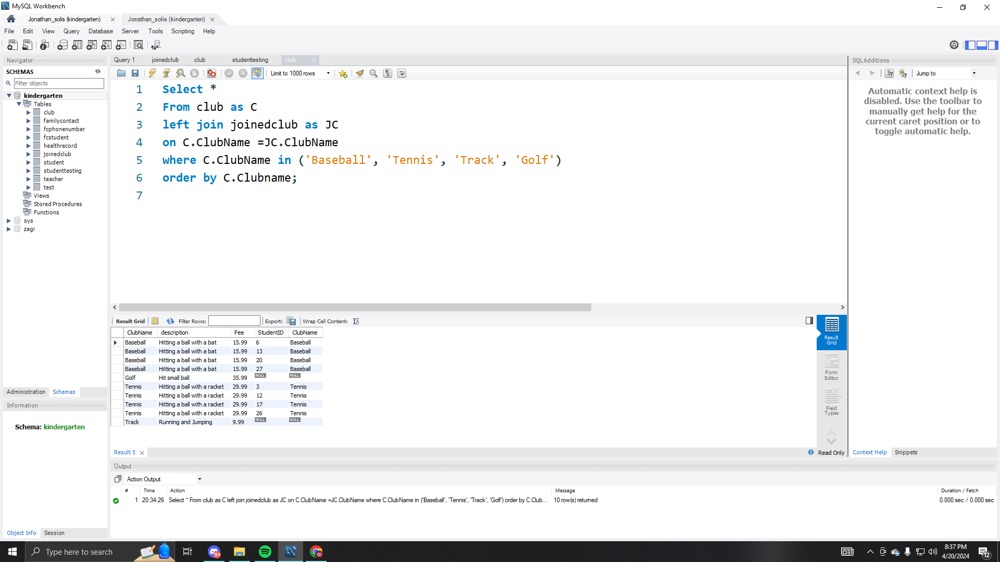 MySQL Workbench
Jonathan_solis (kindergarten)
Jonathan_solis (kindergarten)
File Edit View Query Database Server Tools Scripting Help
Navigator
SCHEMAS
Filter objects
kindergarten
Tables
club
familycontact
fcphonenumber
fcstudent
healthrecord
joinedclub
student
studenttesting
teacher
test
Views
Stored Procedures
Functions
sys
zagi
Administration Schemas
Information
Schema: kindergarten
Object Info Session
Query 1 joinedclub club studenttesting club
Limit to 1000 rows
1 Select *
2 From club as C
3 left join joinedclub as JC
4 on C.ClubName =JC.ClubName
5 where C.ClubName in ('Baseball', 'Tennis', 'Track', 'Golf')
6 order by C.Clubname;
7
Result Grid Filter Rows: Export: Wrap Cell Content:
ClubName description Fee StudentID ClubName
Baseball Hitting a ball with a bat 15.99 6 Baseball
Baseball Hitting a ball with a bat 15.99 13 Baseball
Baseball Hitting a ball with a bat 15.99 20 Baseball
Baseball Hitting a ball with a bat 15.99 27 Baseball
Golf Hit small ball 35.99 NULL NULL
Tennis Hitting a ball with a racket 29.99 3 Tennis
Tennis Hitting a ball with a racket 29.99 12 Tennis
Tennis Hitting a ball with a racket 29.99 17 Tennis
Tennis Hitting a ball with a racket 29.99 26 Tennis
Track Running and Jumping 9.99 NULL NULL
Result Grid
Form Editor
Field Types
Result 5
Read Only
SQLAdditions
Jump to
Automatic context help is
disabled. Use the toolbar to
manually get help for the
current caret position or to
toggle automatic help.
Context Help Snippets
Output
Action Output
# Time Action Message Duration / Fetch
1 20:34:26 Select * From club as C left join joinedclub as JC on C.ClubName =JC.ClubName where C.ClubName in ('Baseball', 'Tennis', 'Track', 'Golf') order by C.Club... 10 row(s) returned 0.000 sec / 0.000 sec
Type here to search
9+
8:37 PM
4/20/2024
12